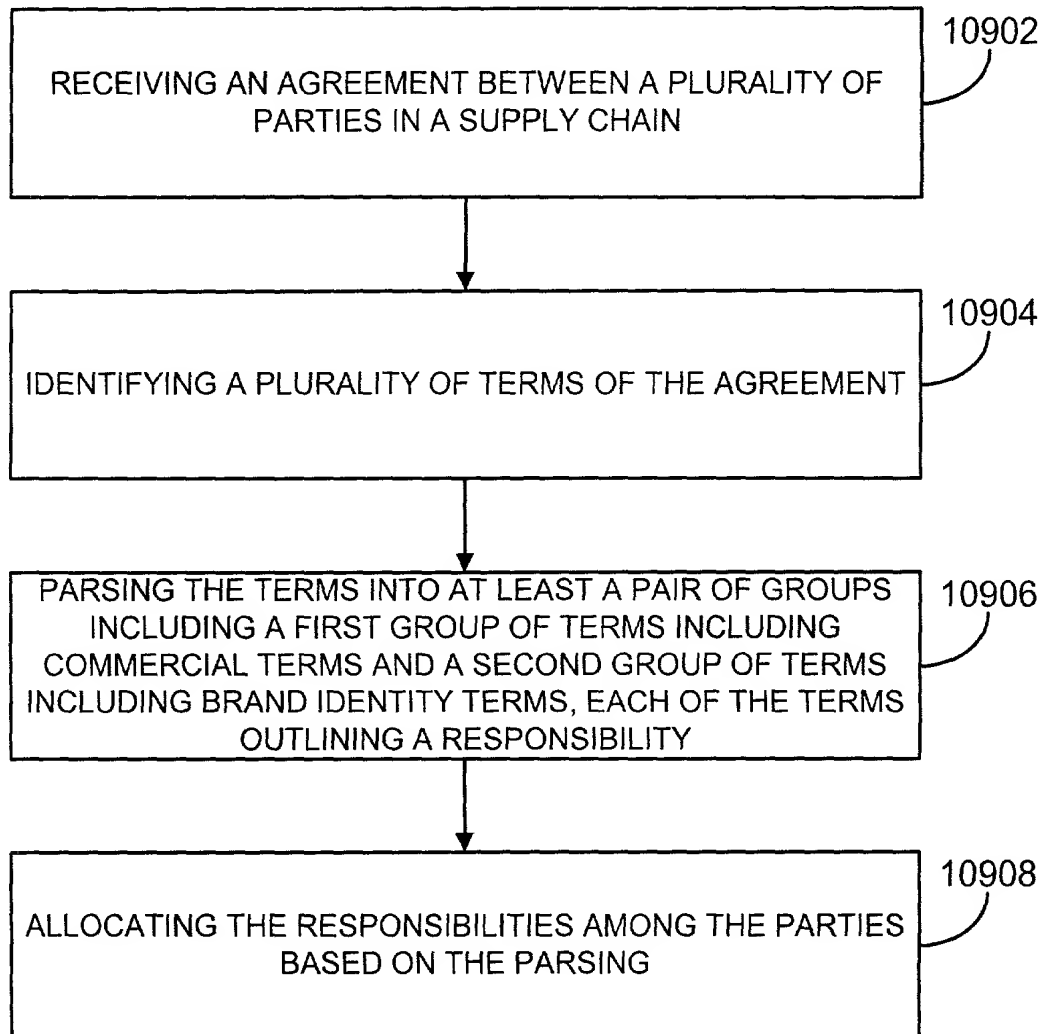 10902
RECEIVING AN AGREEMENT BETWEEN A PLURALITY OF
PARTIES IN A SUPPLY CHAIN
10904
IDENTIFYING A PLURALITY OF TERMS OF THE AGREEMENT
10906
PARSING THE TERMS INTO AT LEAST A PAIR OF GROUPS
INCLUDING A FIRST GROUP OF TERMS INCLUDING
COMMERCIAL TERMS AND A SECOND GROUP OF TERMS
INCLUDING BRAND IDENTITY TERMS, EACH OF THE TERMS
OUTLINING A RESPONSIBILITY
10908
ALLOCATING THE RESPONSIBILITIES AMONG THE PARTIES
BASED ON THE PARSING